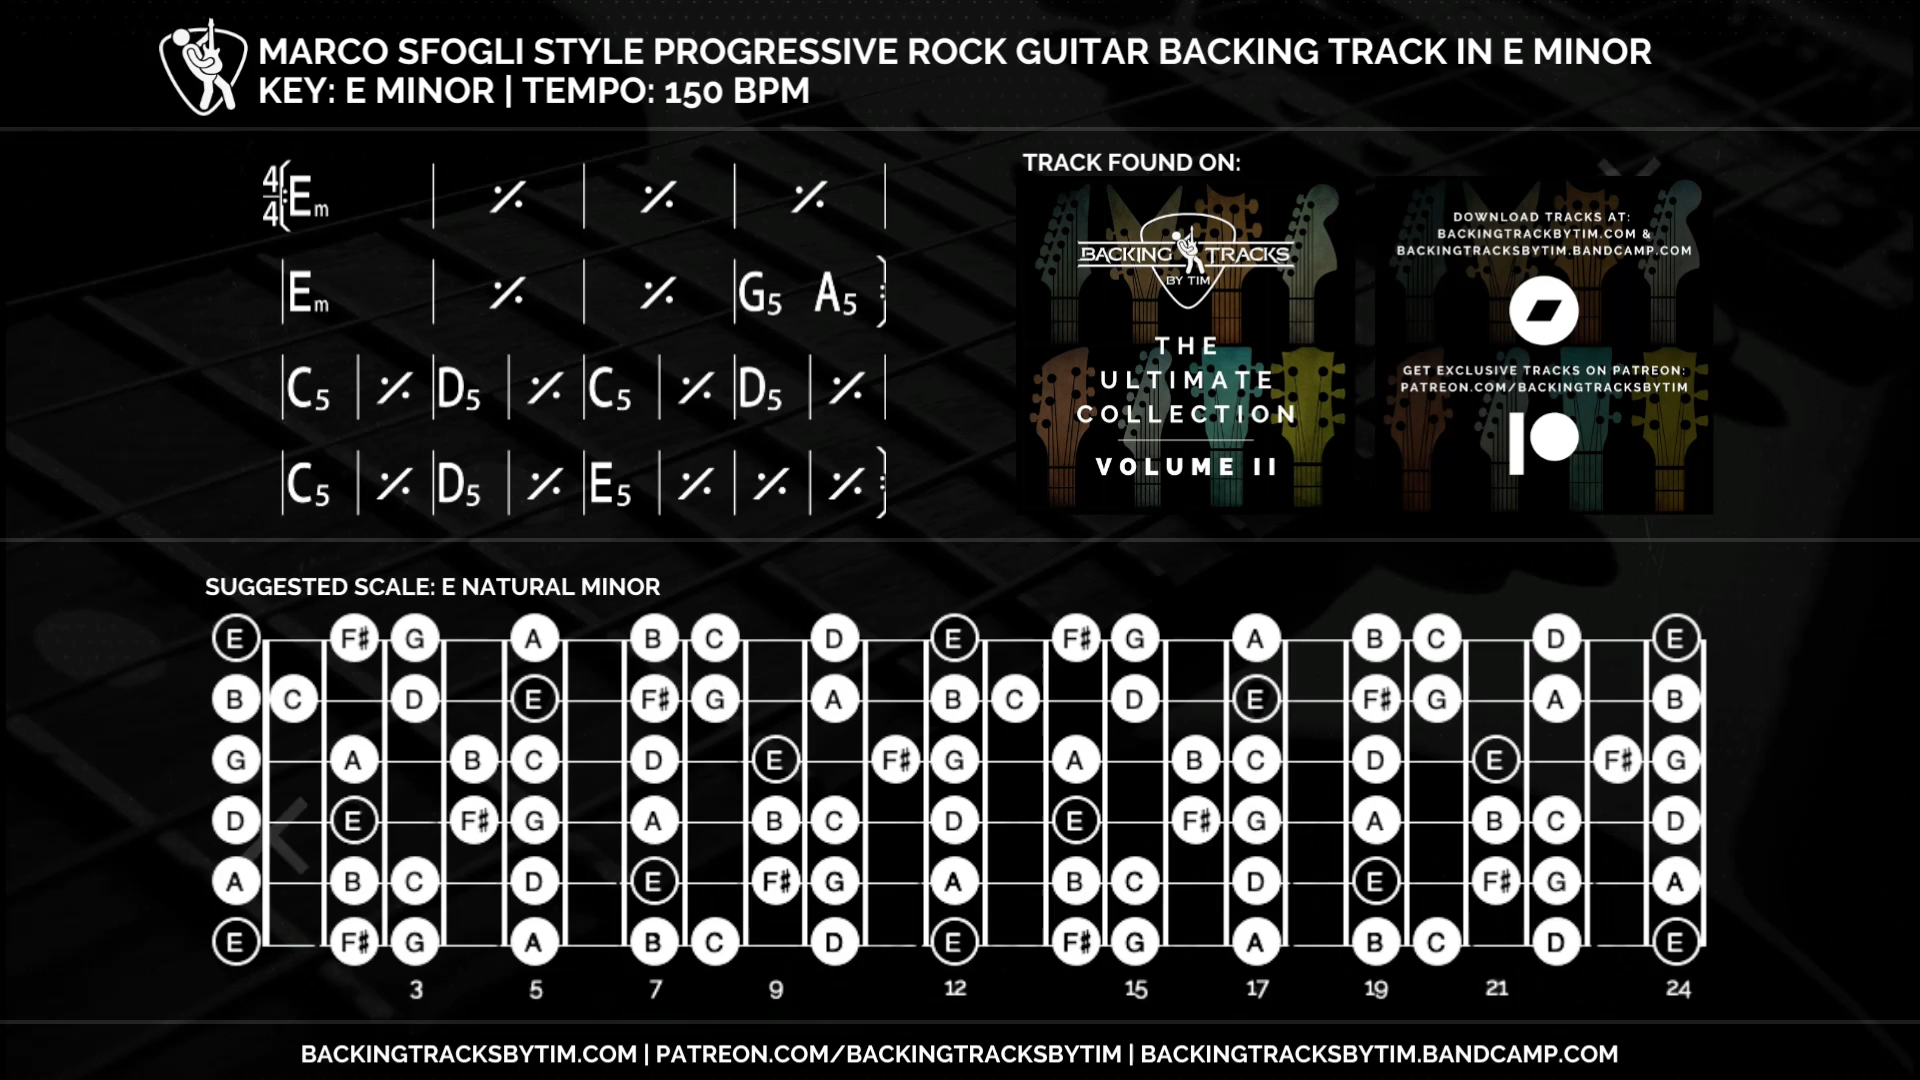 MARCO SFOGLI STYLE PROGRESSIVE ROCK GUITAR BACKING TRACK IN E MINOR
KEY: E MINOR | TEMPO: 150 BPM
4/4 Em
Em G5 A5
C5 D5 C5 D5
C5 D5 E5
TRACK FOUND ON:
BACKING TRACKS
BY TIM
THE
ULTIMATE
COLLECTION
VOLUME II
DOWNLOAD TRACKS AT:
BACKINGTRACKBYTIM.COM &
BACKINGTRACKSBYTIM.BANDCAMP.COM
GET EXCLUSIVE TRACKS ON PATREON:
PATREON.COM/BACKINGTRACKSBYTIM
SUGGESTED SCALE: E NATURAL MINOR
E F♯ G A B C D E F♯ G A B C D E
B C D E F♯ G A B C D E F♯ G A B
G A B C D E F♯ G A B C D E F♯ G
D E F♯ G A B C D E F♯ G A B C D
A B C D E F♯ G A B C D E F♯ G A
E F♯ G A B C D E F♯ G A B C D E
3 5 7 9 12 15 17 19 21 24
BACKINGTRACKSBYTIM.COM | PATREON.COM/BACKINGTRACKSBYTIM | BACKINGTRACKSBYTIM.BANDCAMP.COM